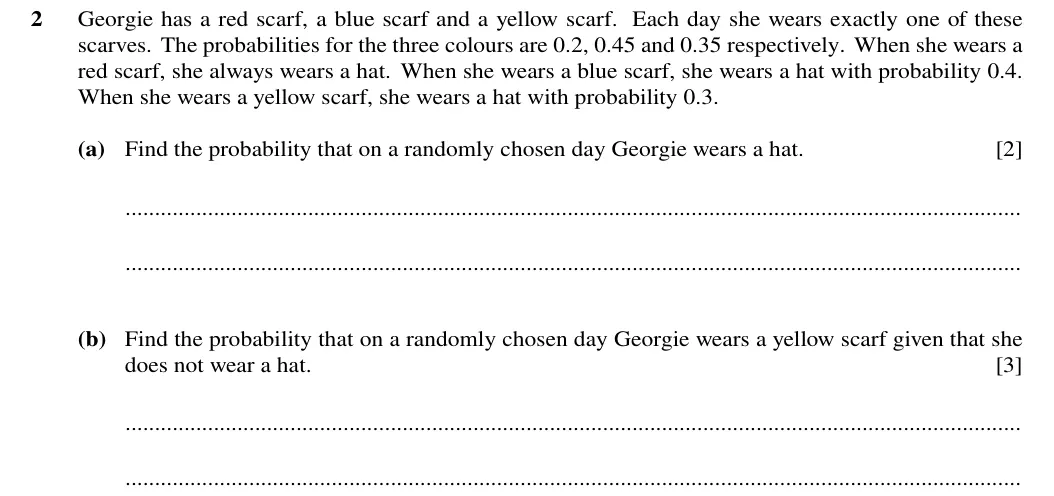 2 Georgie has a red scarf, a blue scarf and a yellow scarf. Each day she wears exactly one of these
scarves. The probabilities for the three colours are 0.2, 0.45 and 0.35 respectively. When she wears a
red scarf, she always wears a hat. When she wears a blue scarf, she wears a hat with probability 0.4.
When she wears a yellow scarf, she wears a hat with probability 0.3.
(a) Find the probability that on a randomly chosen day Georgie wears a hat. [2]
(b) Find the probability that on a randomly chosen day Georgie wears a yellow scarf given that she
does not wear a hat. [3]